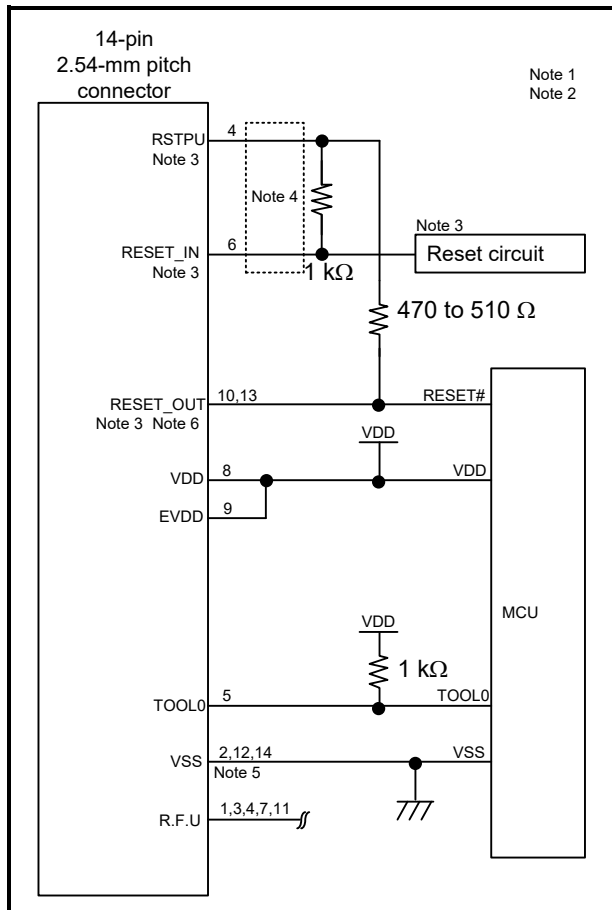 14-pin
2.54-mm pitch
connector
Note 1
Note 2
RSTPU
4
Note 3
Note 4
RESET_IN
6
Note 3
1 kΩ
Note 3
Reset circuit
470 to 510 Ω
RESET_OUT
10,13
Note 3 Note 6
RESET#
VDD
VDD
8
VDD
EVDD
9
MCU
VDD
1 kΩ
TOOL0
5
TOOL0
VSS
2,12,14
Note 5
VSS
R.F.U
1,3,4,7,11